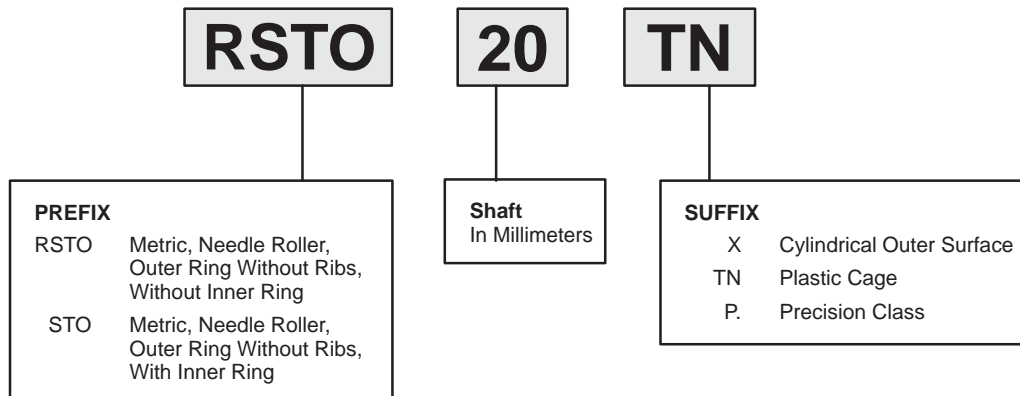 RSTO 20 TN
PREFIX
RSTO Metric, Needle Roller,
Outer Ring Without Ribs,
Without Inner Ring
STO Metric, Needle Roller,
Outer Ring Without Ribs,
With Inner Ring
Shaft
In Millimeters
SUFFIX
X Cylindrical Outer Surface
TN Plastic Cage
P. Precision Class